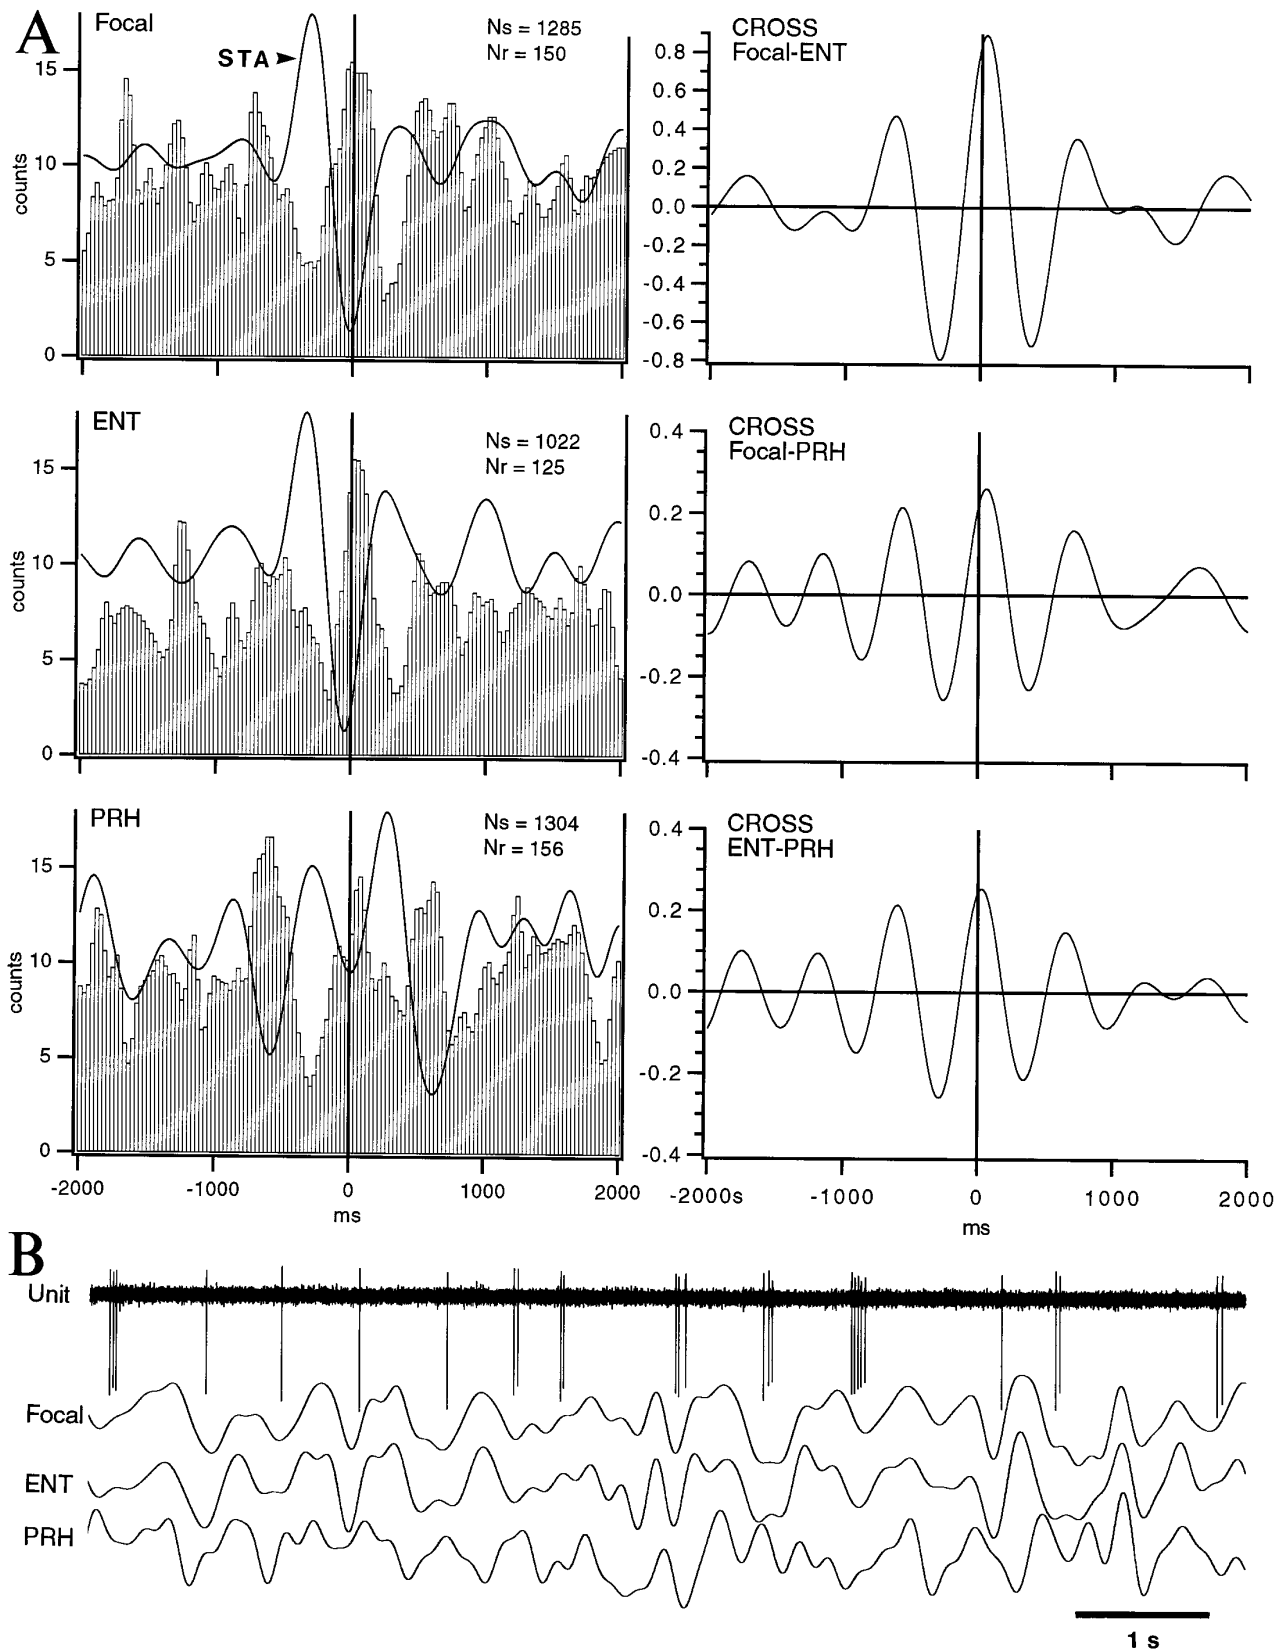 A
Focal
STA
Ns = 1285
Nr = 150
counts
15
10
5
0
CROSS
Focal-ENT
0.8
0.6
0.4
0.2
0.0
-0.2
-0.4
-0.6
-0.8
ENT
Ns = 1022
Nr = 125
counts
15
10
5
0
CROSS
Focal-PRH
0.4
0.2
0.0
-0.2
-0.4
PRH
Ns = 1304
Nr = 156
counts
15
10
5
0
-2000 -1000 0 1000 2000
ms
CROSS
ENT-PRH
0.4
0.2
0.0
-0.2
-0.4
-2000s -1000 0 1000 2000
ms
B
Unit
Focal
ENT
PRH
1 s